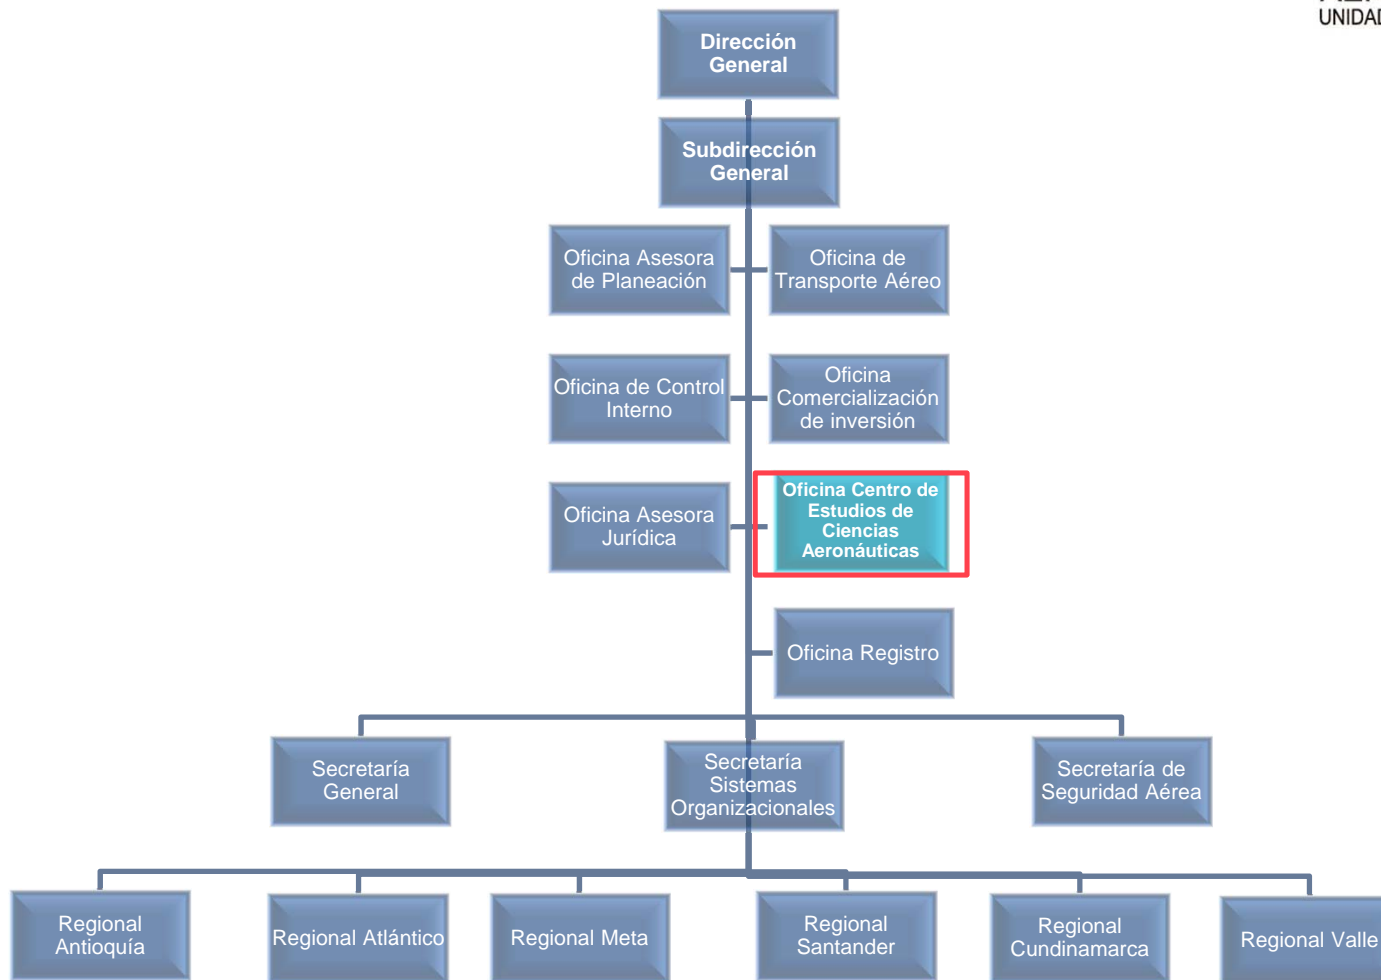 UNIDAD
Dirección
General
Subdirección
General
Oficina Asesora
de Planeación
Oficina de
Transporte Aéreo
Oficina de Control
Interno
Oficina
Comercialización
de inversión
Oficina Asesora
Jurídica
Oficina Centro de
Estudios de
Ciencias
Aeronáuticas
Oficina Registro
Secretaría
General
Secretaría
Sistemas
Organizacionales
Secretaría de
Seguridad Aérea
Regional
Antioquía
Regional Atlántico
Regional Meta
Regional
Santander
Regional
Cundinamarca
Regional Valle